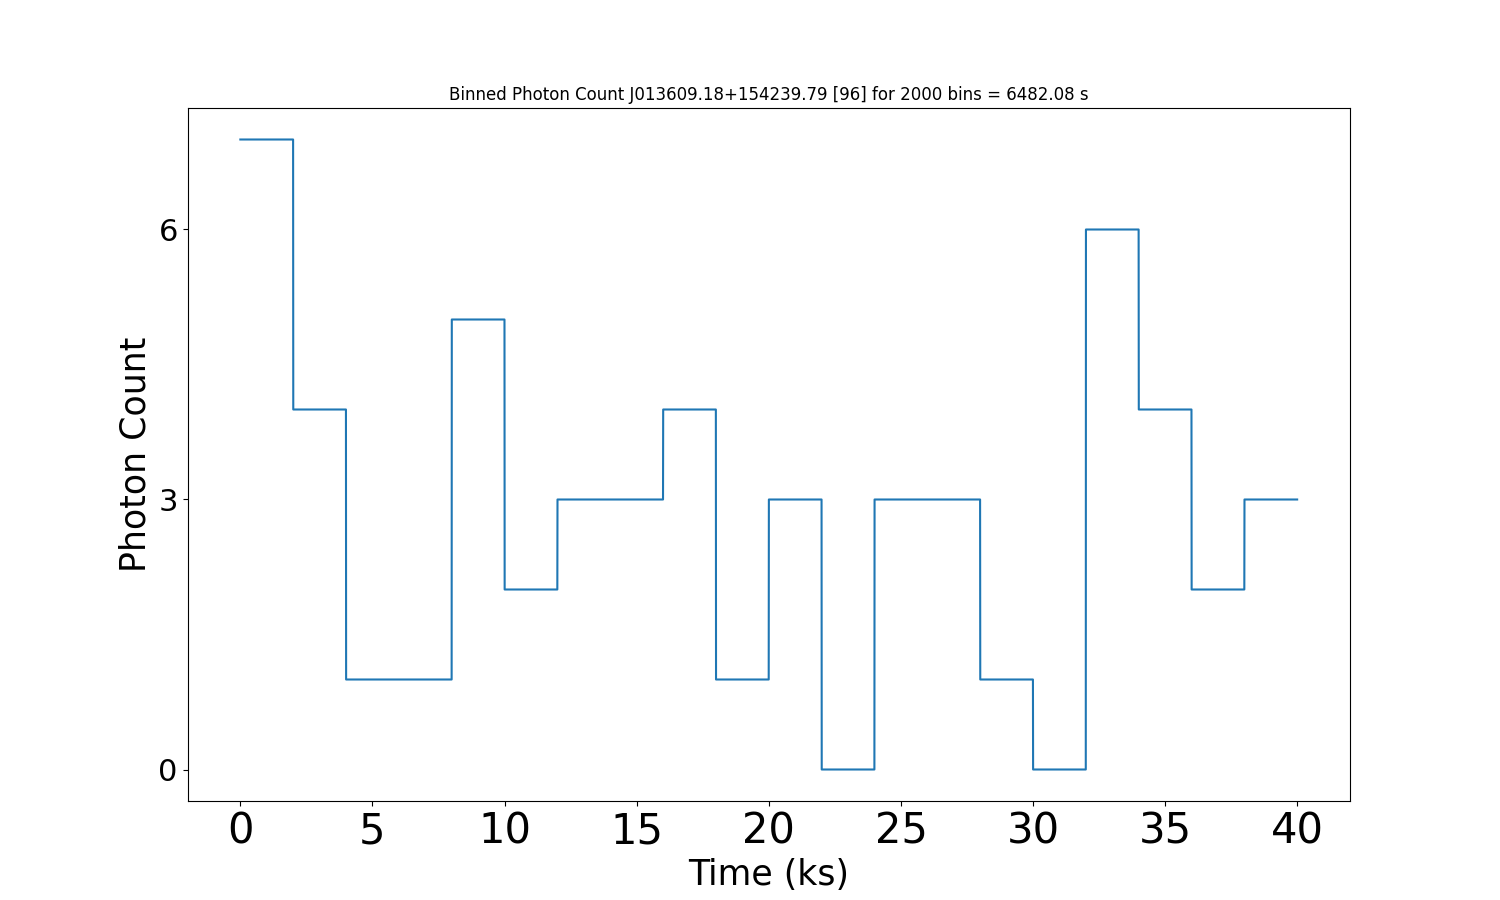 Binned Photon Count J013609.18+154239.79 [96] for 2000 bins = 6482.08 s
6
3
0
Photon Count
0 5 10 15 20 25 30 35 40
Time (ks)